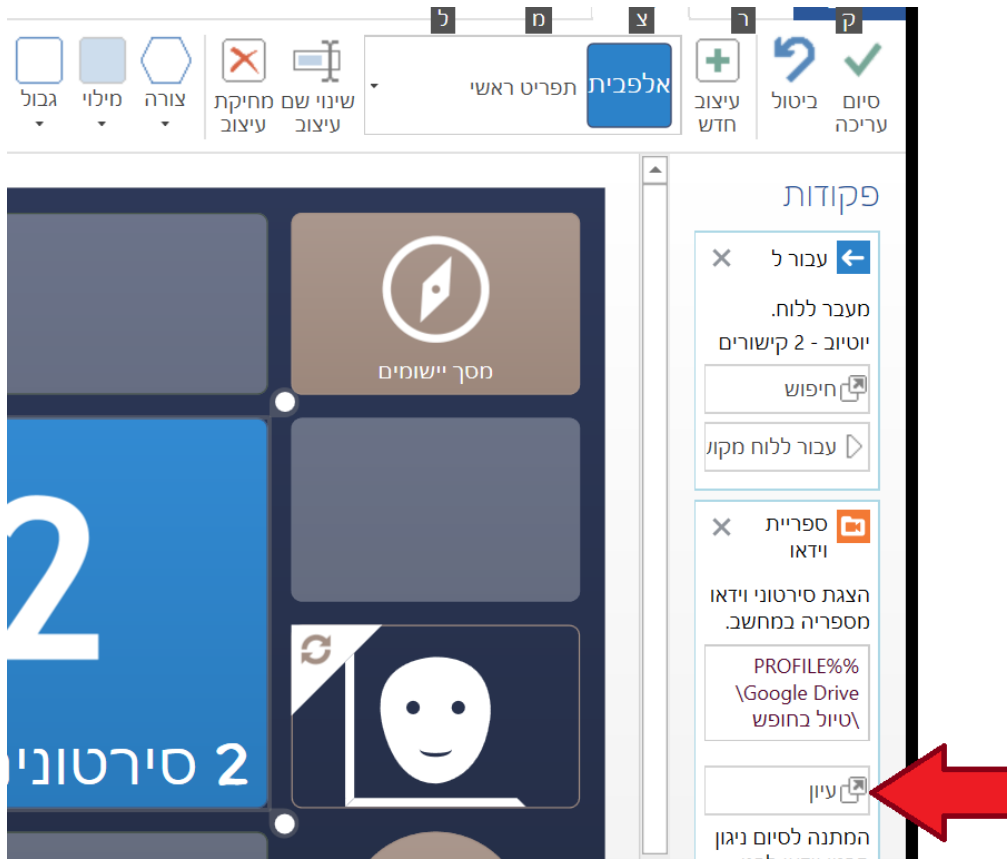 ק
ר
צ
מ
ל
סיום
עריכה
ביטול
עיצוב
חדש
אלפבית
תפריט ראשי
שינוי שם
עיצוב
מחיקת
עיצוב
צורה
מילוי
גבול
פקודות
עבור ל
מעבר ללוח.
יוטיוב - 2 קישורים
חיפוש
עבור ללוח
ספריית
וידאו
הצגת סירטוני וידאו
מספריה במחשב.
PROFILE%%
\Google Drive
\טיול בחופש
עיון
המתנה לסיום ניגון
מסך יישומים
2
2